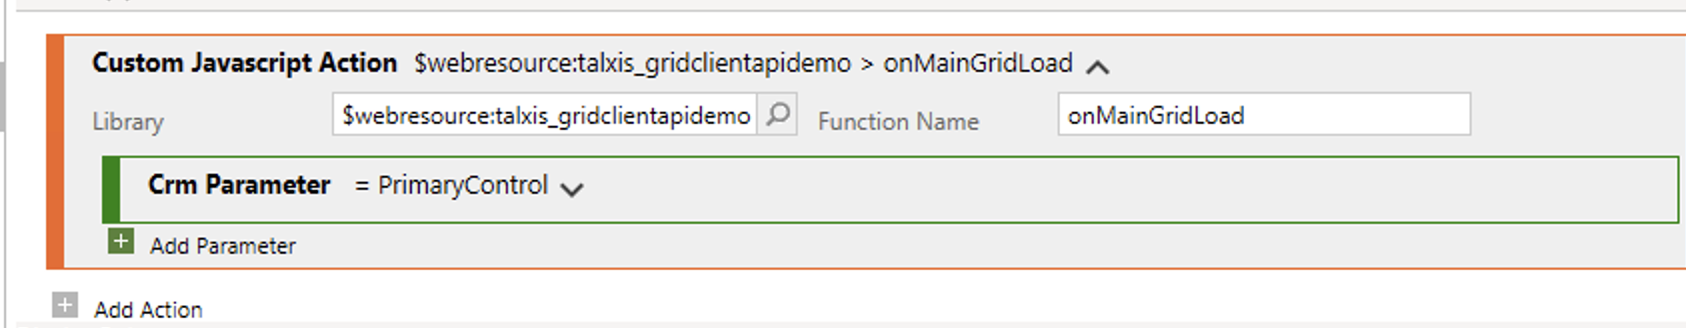 Custom Javascript Action $webresource:talxis_gridclientapidemo > onMainGridLoad
Library $webresource:talxis_gridclientapidemo Function Name onMainGridLoad
Crm Parameter = PrimaryControl
Add Parameter
Add Action